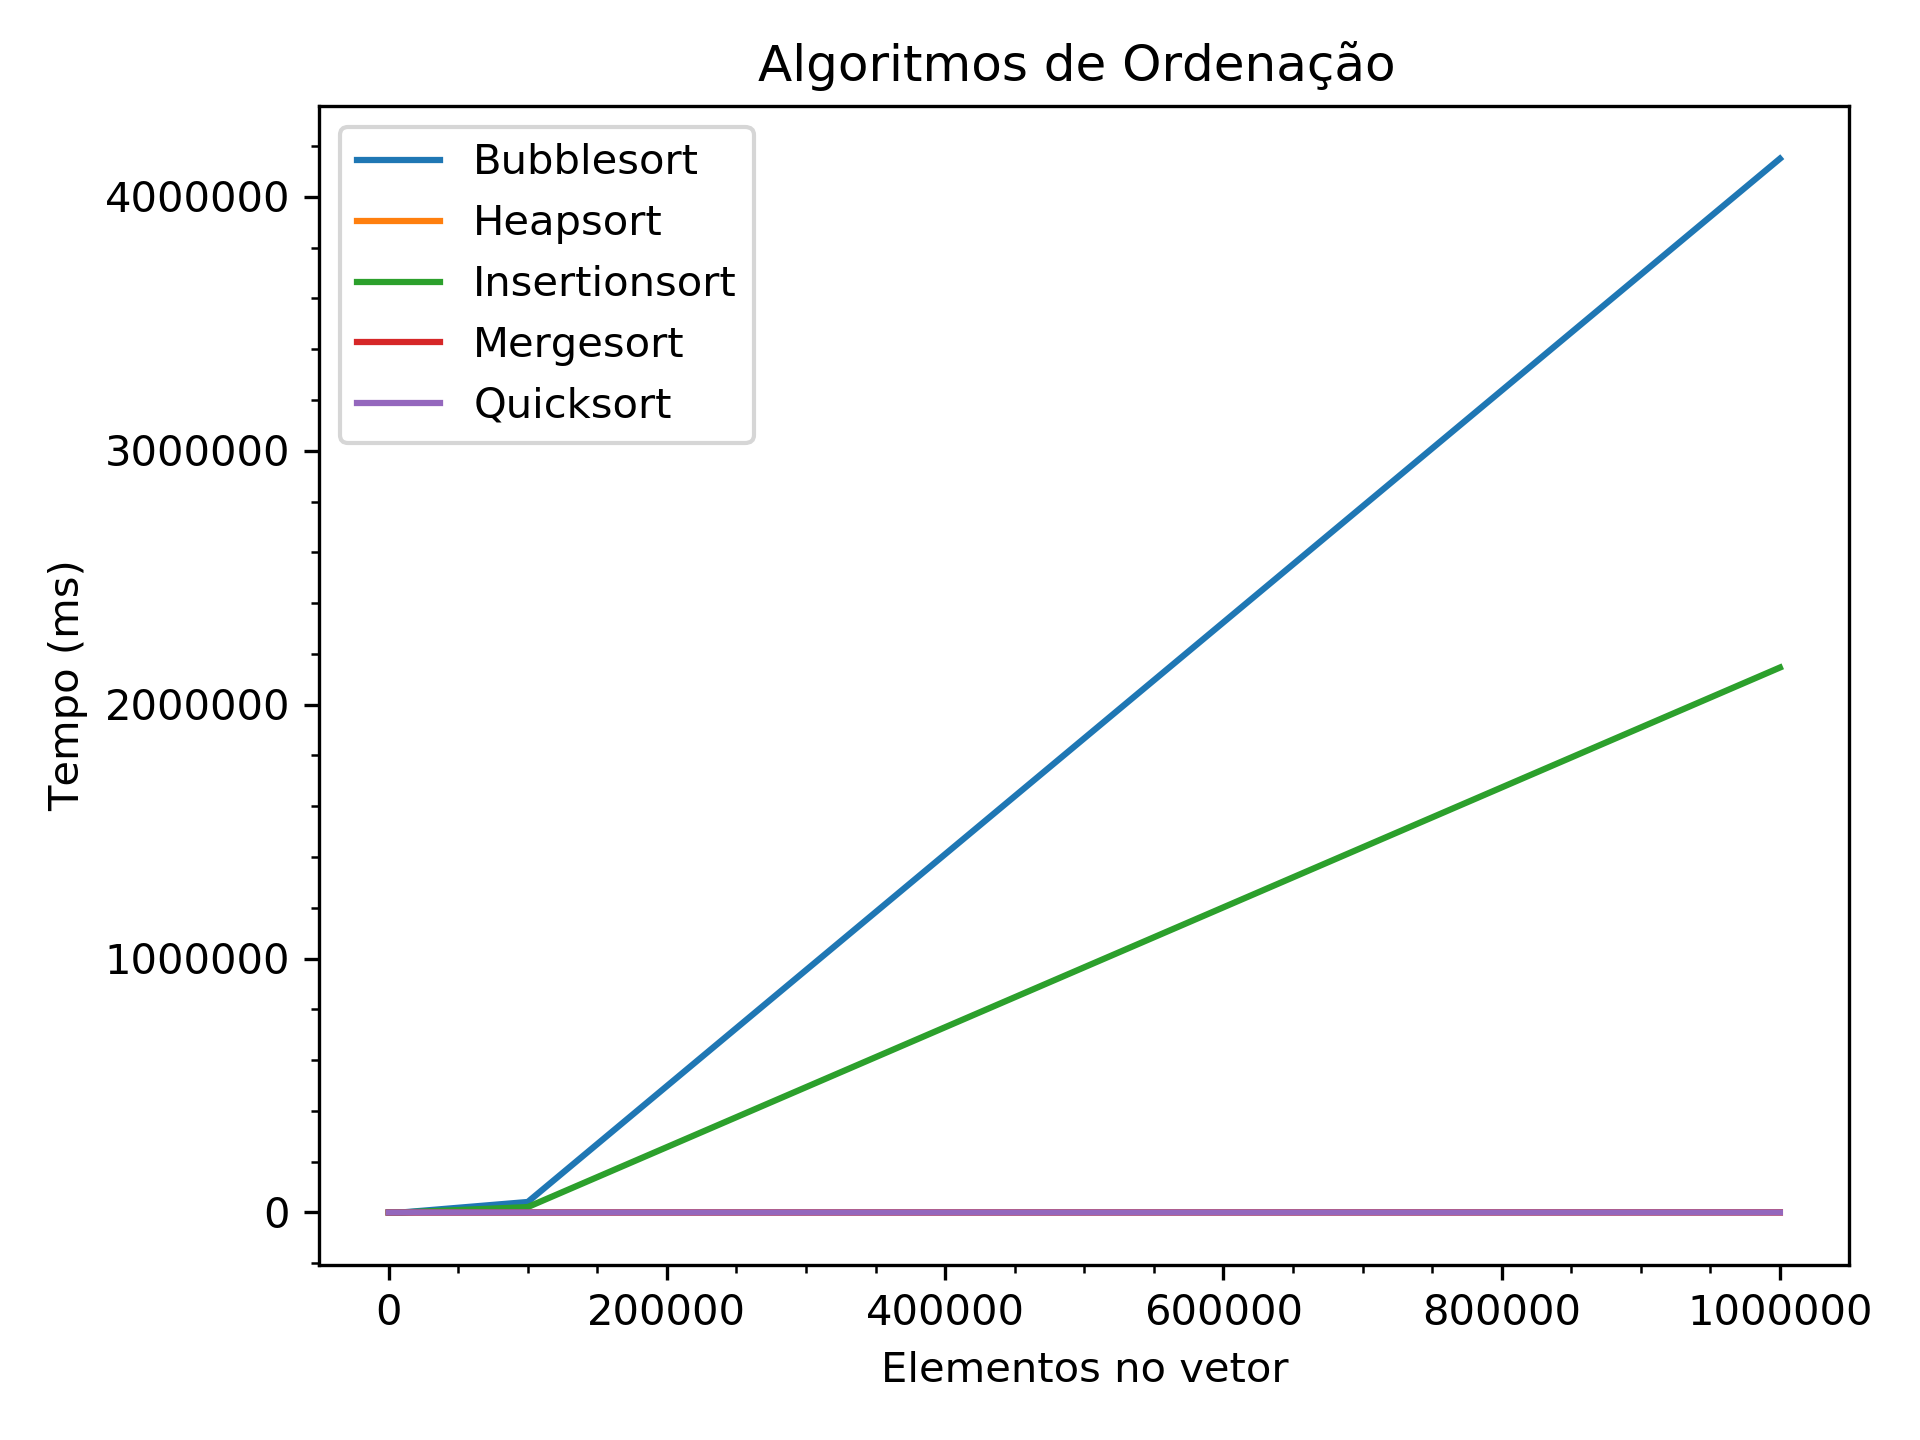 Algoritmos de Ordenação
Bubblesort
Heapsort
Insertionsort
Mergesort
Quicksort
4000000
3000000
2000000
1000000
0
Tempo (ms)
0 200000 400000 600000 800000 1000000
Elementos no vetor